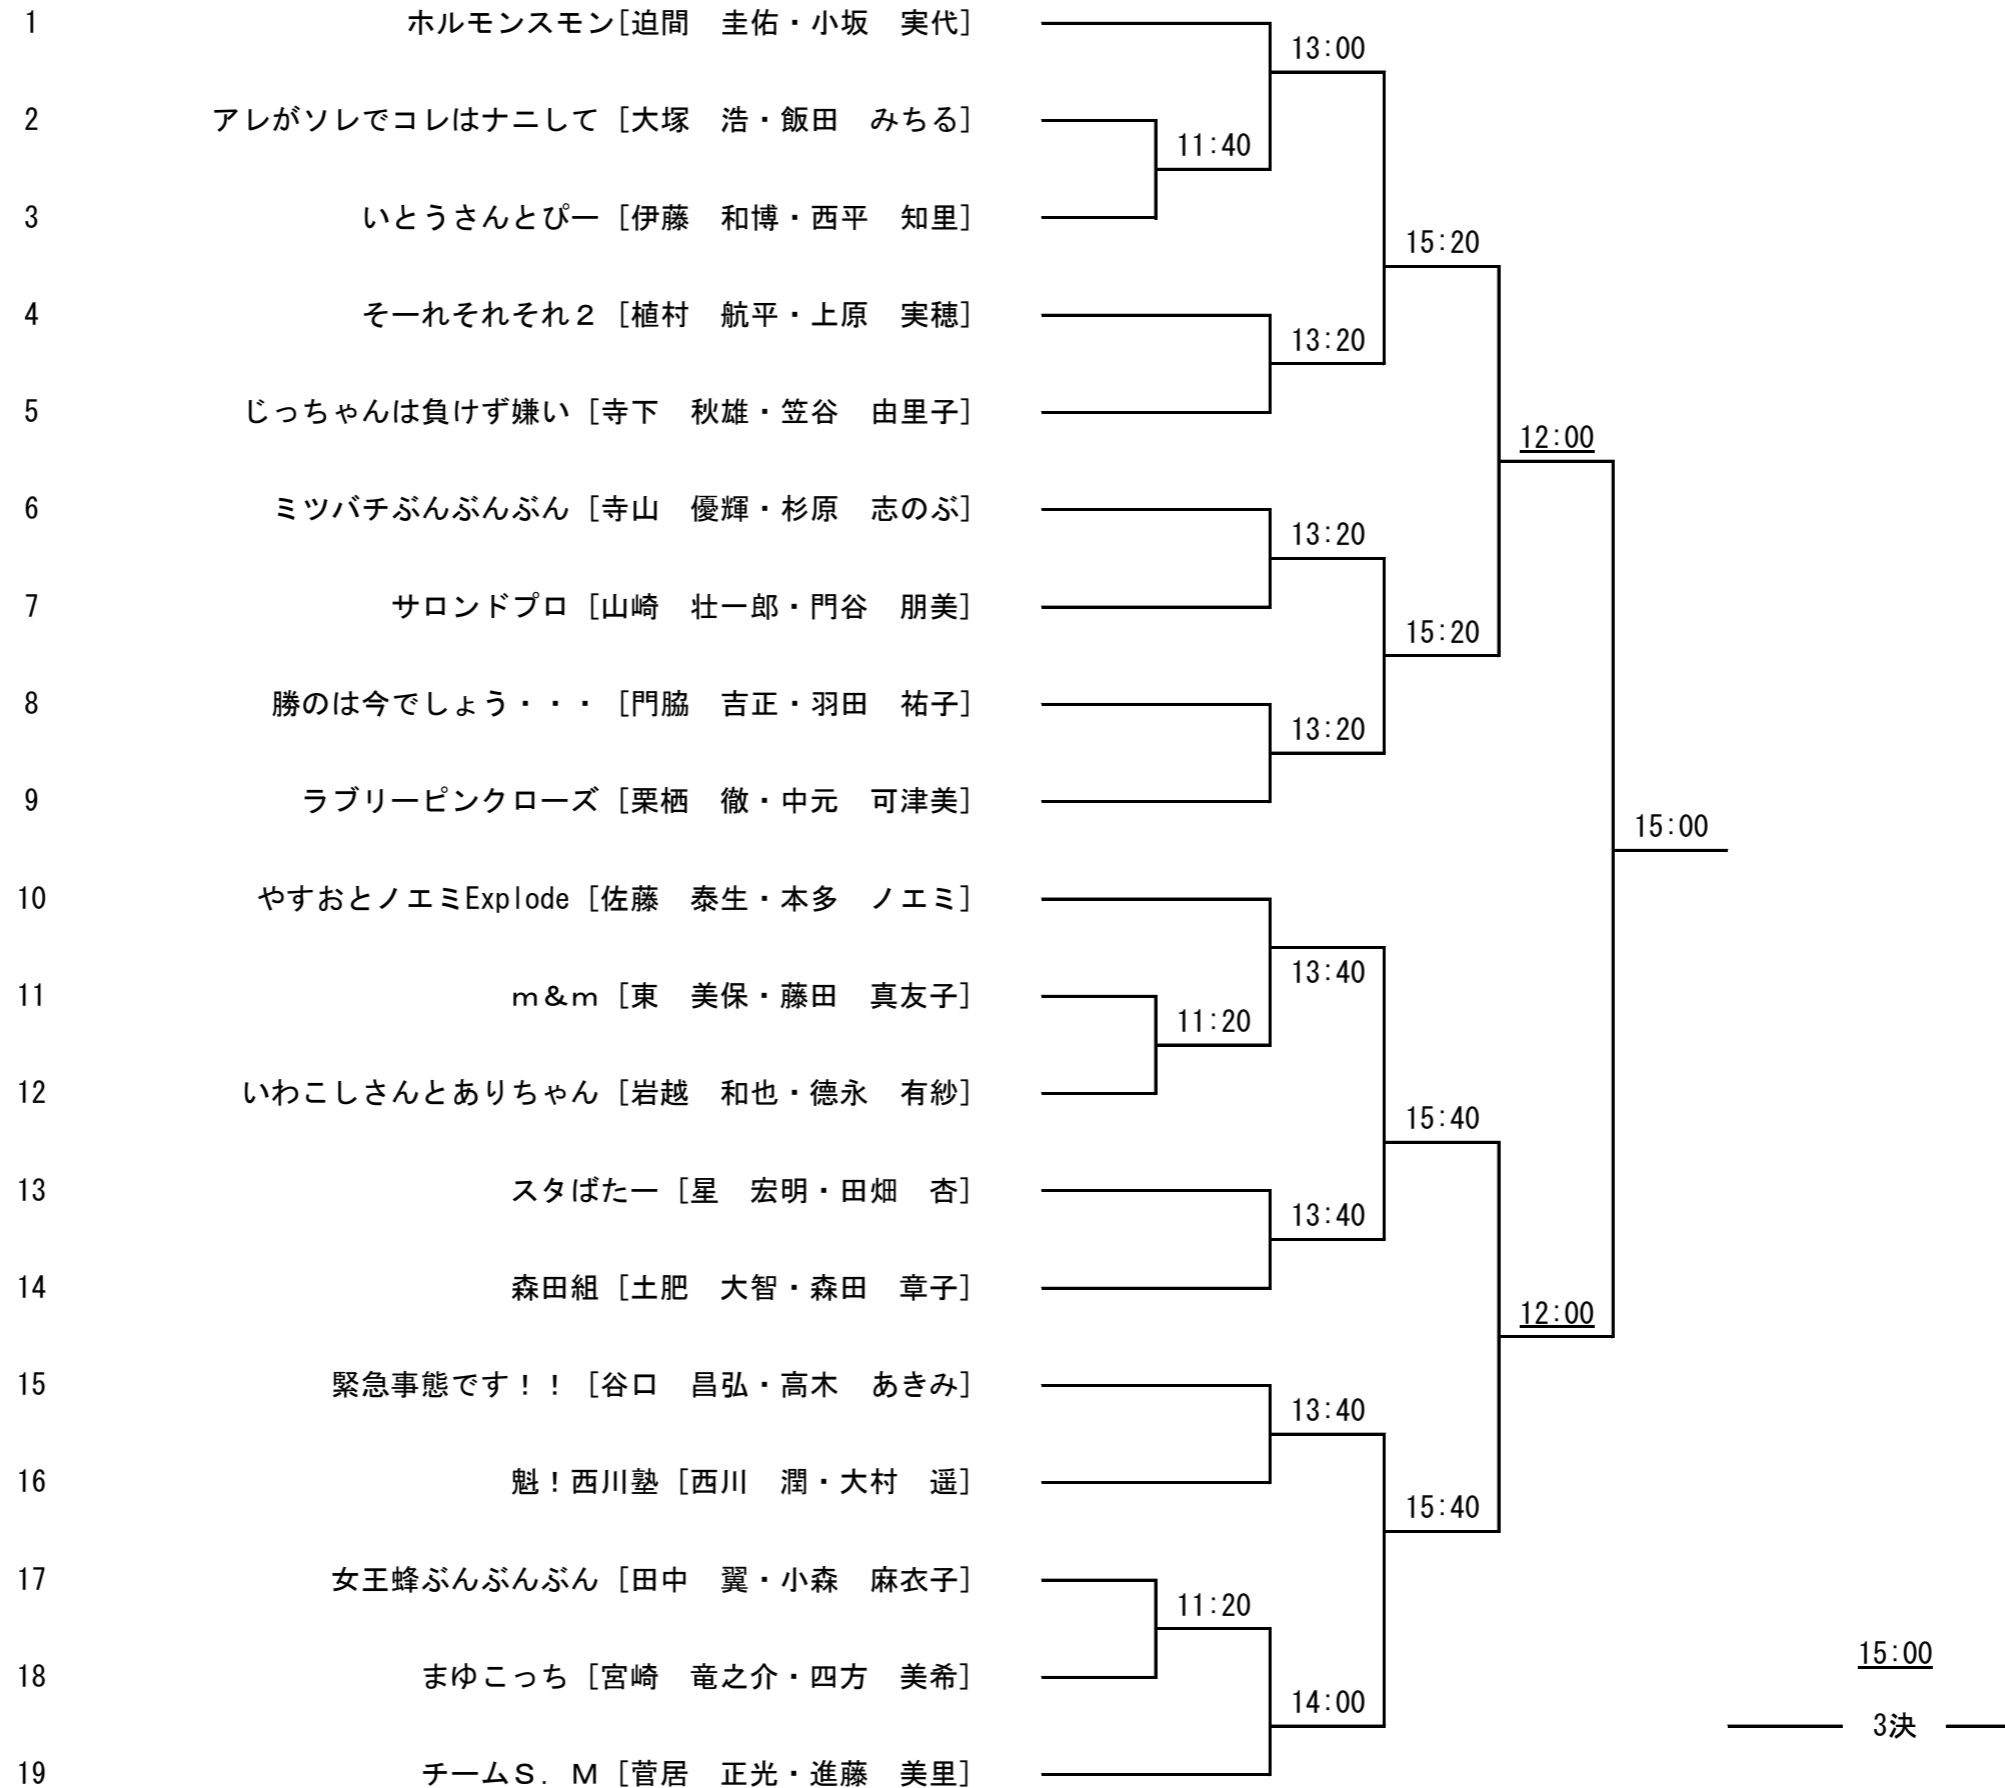 1 ホルモンスモン[迫間　圭佑・小坂　実代]
13:00
2 アレがソレでコレはナニして [大塚　浩・飯田　みちる]
11:40
3 いとうさんとぴー [伊藤　和博・西平　知里]
15:20
4 そーれそれそれ２ [植村　航平・上原　実穂]
13:20
5 じっちゃんは負けず嫌い [寺下　秋雄・笠谷　由里子]
12:00
6 ミツバチぶんぶんぶん [寺山　優輝・杉原　志のぶ]
13:20
7 サロンドプロ [山崎　壮一郎・門谷　朋美]
15:20
8 勝のは今でしょう・・・ [門脇　吉正・羽田　祐子]
13:20
9 ラブリーピンクローズ [栗栖　徹・中元　可津美]
15:00
10 やすおとノエミExplode [佐藤　泰生・本多　ノエミ]
13:40
11 ｍ＆ｍ [東　美保・藤田　真友子]
11:20
12 いわこしさんとありちゃん [岩越　和也・德永　有紗]
15:40
13 スタばたー [星　宏明・田畑　杏]
13:40
14 森田組 [土肥　大智・森田　章子]
12:00
15 緊急事態です！！ [谷口　昌弘・高木　あきみ]
13:40
16 魁！西川塾 [西川　潤・大村　遥]
15:40
17 女王蜂ぶんぶんぶん [田中　翼・小森　麻衣子]
11:20
18 まゆこっち [宮崎　竜之介・四方　美希]
15:00
14:00
3決
19 チームＳ．Ｍ [菅居　正光・進藤　美里]